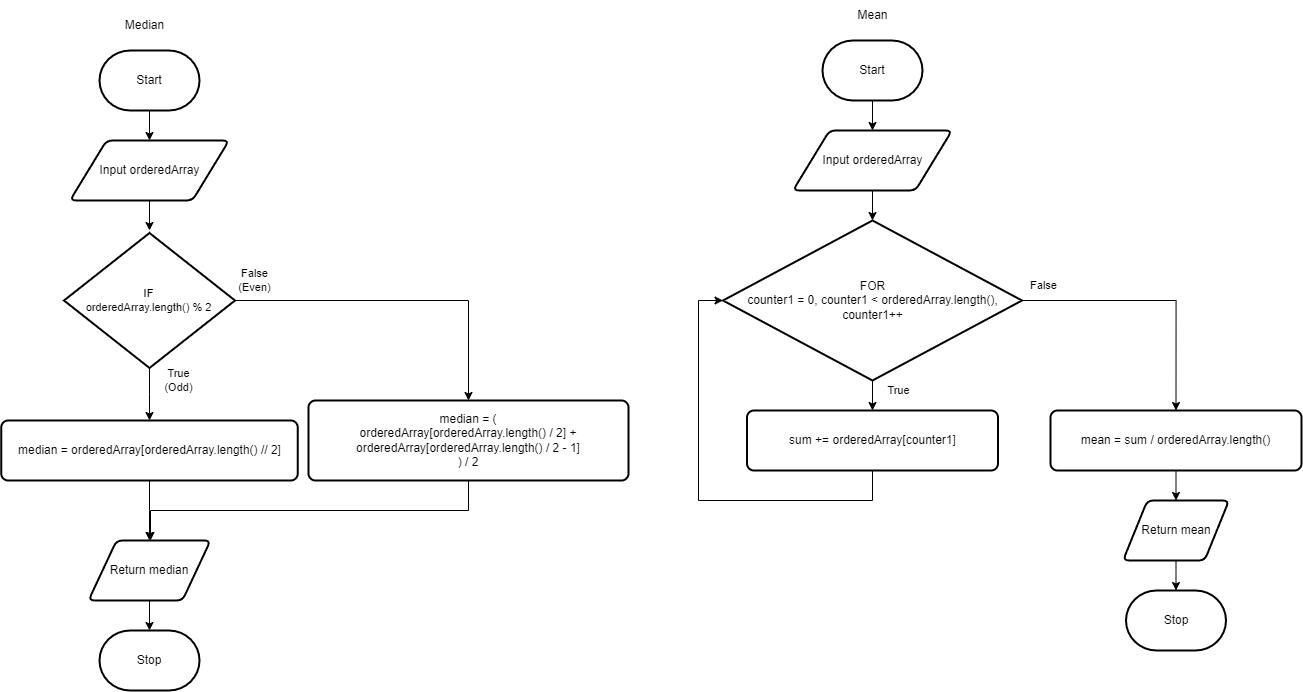 Median
Start
Input orderedArray
IF
orderedArray.length() % 2
False
(Even)
True
(Odd)
median = orderedArray[orderedArray.length() // 2]
median = (
orderedArray[orderedArray.length() / 2] +
orderedArray[orderedArray.length() / 2 - 1]
) / 2
Return median
Stop
Mean
Start
Input orderedArray
FOR
counter1 = 0, counter1 < orderedArray.length(),
counter1++
False
True
sum += orderedArray[counter1]
mean = sum / orderedArray.length()
Return mean
Stop